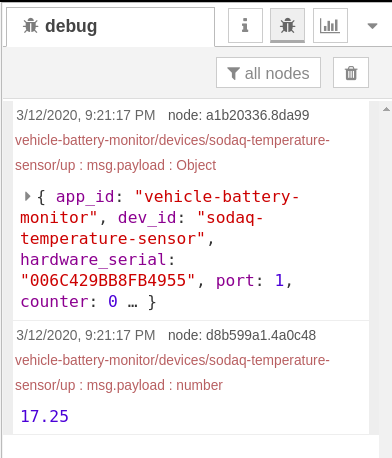 debug
i
all nodes
3/12/2020, 9:21:17 PM node: a1b20336.8da99
vehicle-battery-monitor/devices/sodaq-temperature-
sensor/up : msg.payload : Object
{ app_id: "vehicle-battery-
monitor", dev_id: "sodaq-
temperature-sensor",
hardware_serial:
"006C429BB8FB4955", port: 1,
counter: 0 … }
3/12/2020, 9:21:17 PM node: d8b599a1.4a0c48
vehicle-battery-monitor/devices/sodaq-temperature-
sensor/up : msg.payload : number
17.25